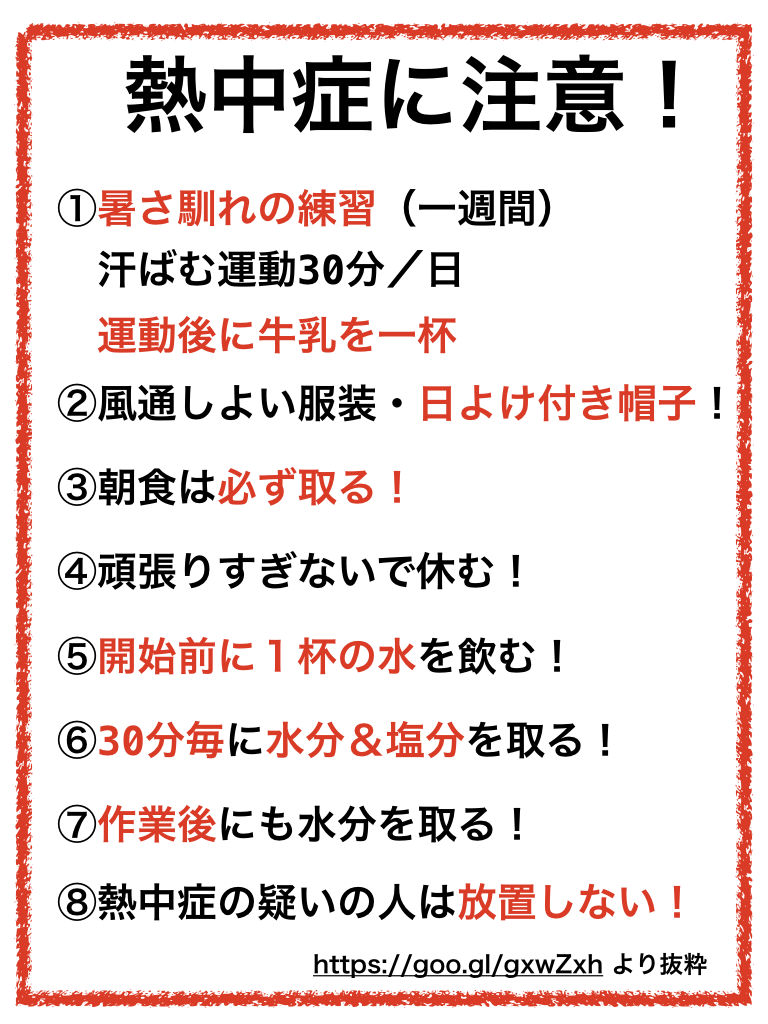 熱中症に注意！
①暑さ馴れの練習（一週間）
汗ばむ運動30分／日
運動後に牛乳を一杯
②風通しよい服装・日よけ付き帽子！
③朝食は必ず取る！
④頑張りすぎないで休む！
⑤開始前に１杯の水を飲む！
⑥30分毎に水分＆塩分を取る！
⑦作業後にも水分を取る！
⑧熱中症の疑いの人は放置しない！
https://goo.gl/gxwZxh より抜粋